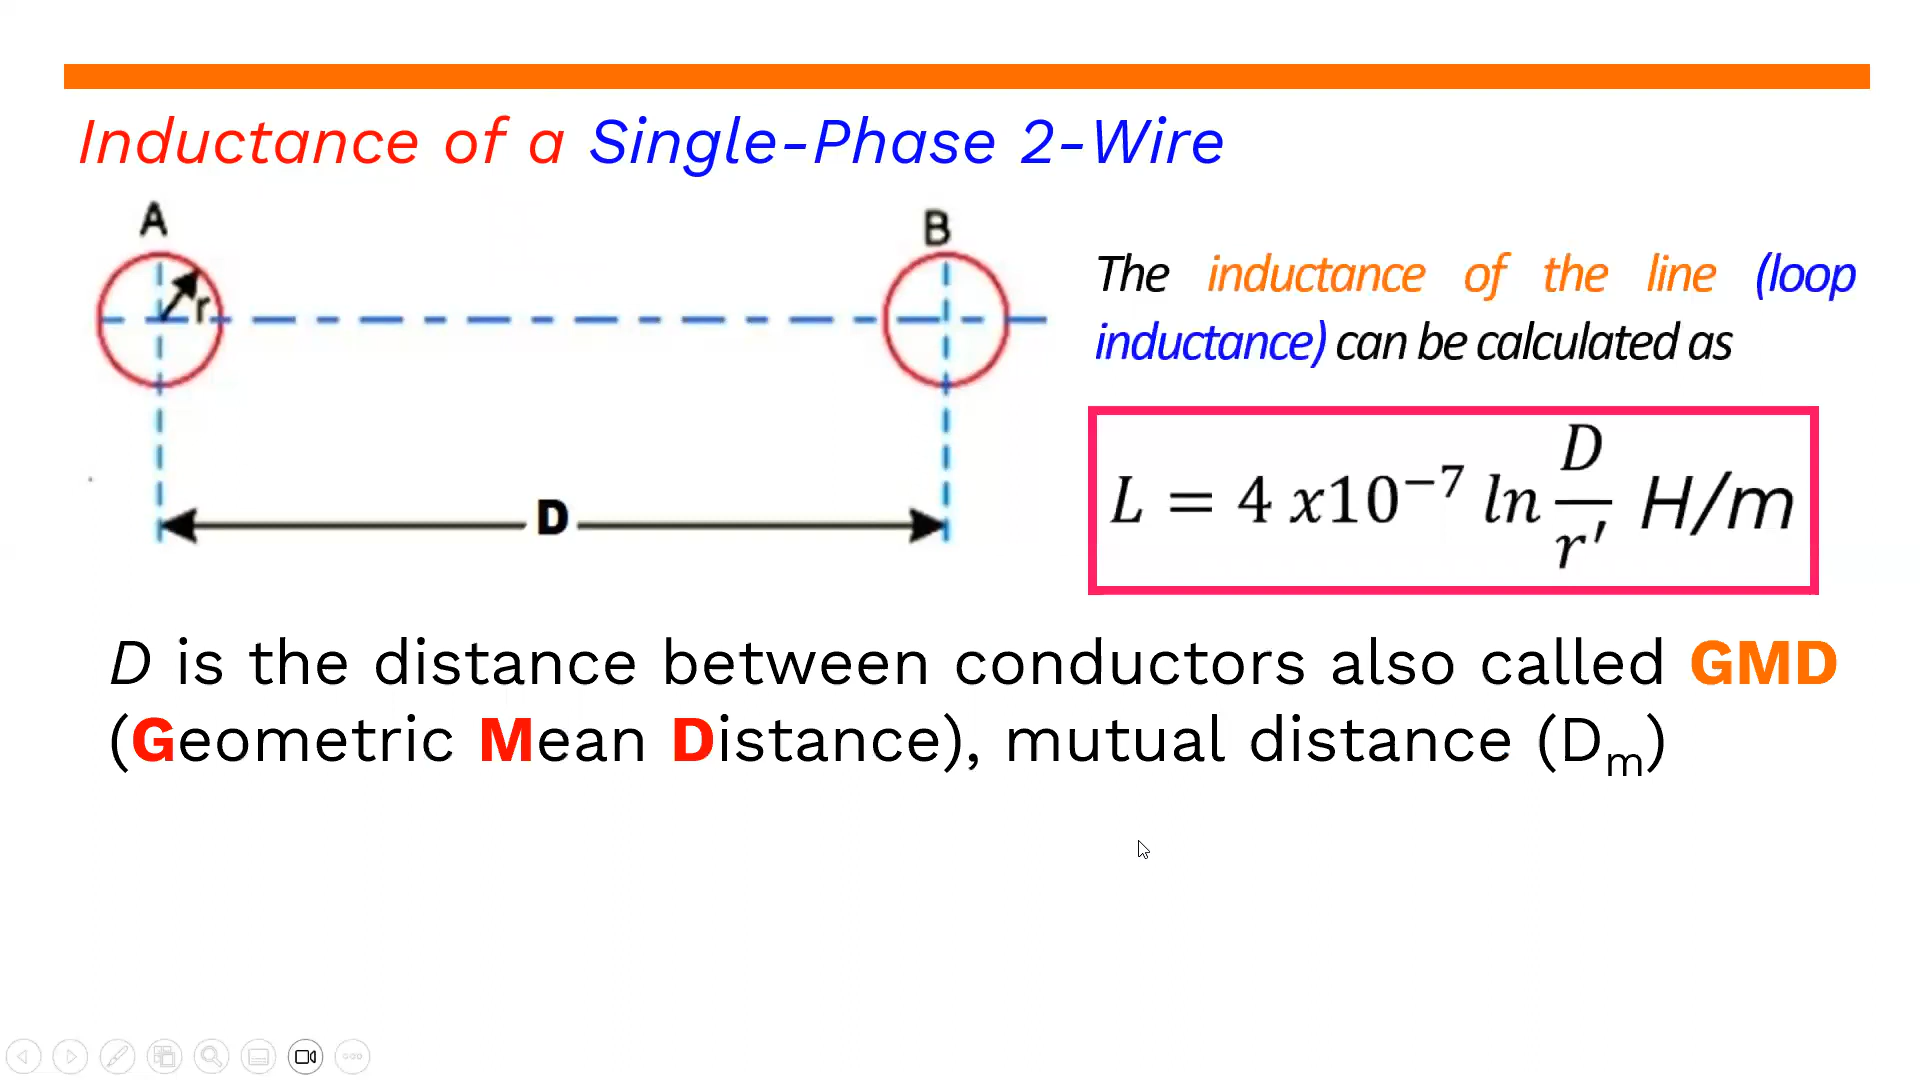 Inductance of a Single-Phase 2-Wire
A
B
r
The inductance of the line (loop
inductance) can be calculated as
L = 4 x10⁻⁷ ln D/r′ H/m
D
D is the distance between conductors also called GMD
(Geometric Mean Distance), mutual distance (Dₘ)